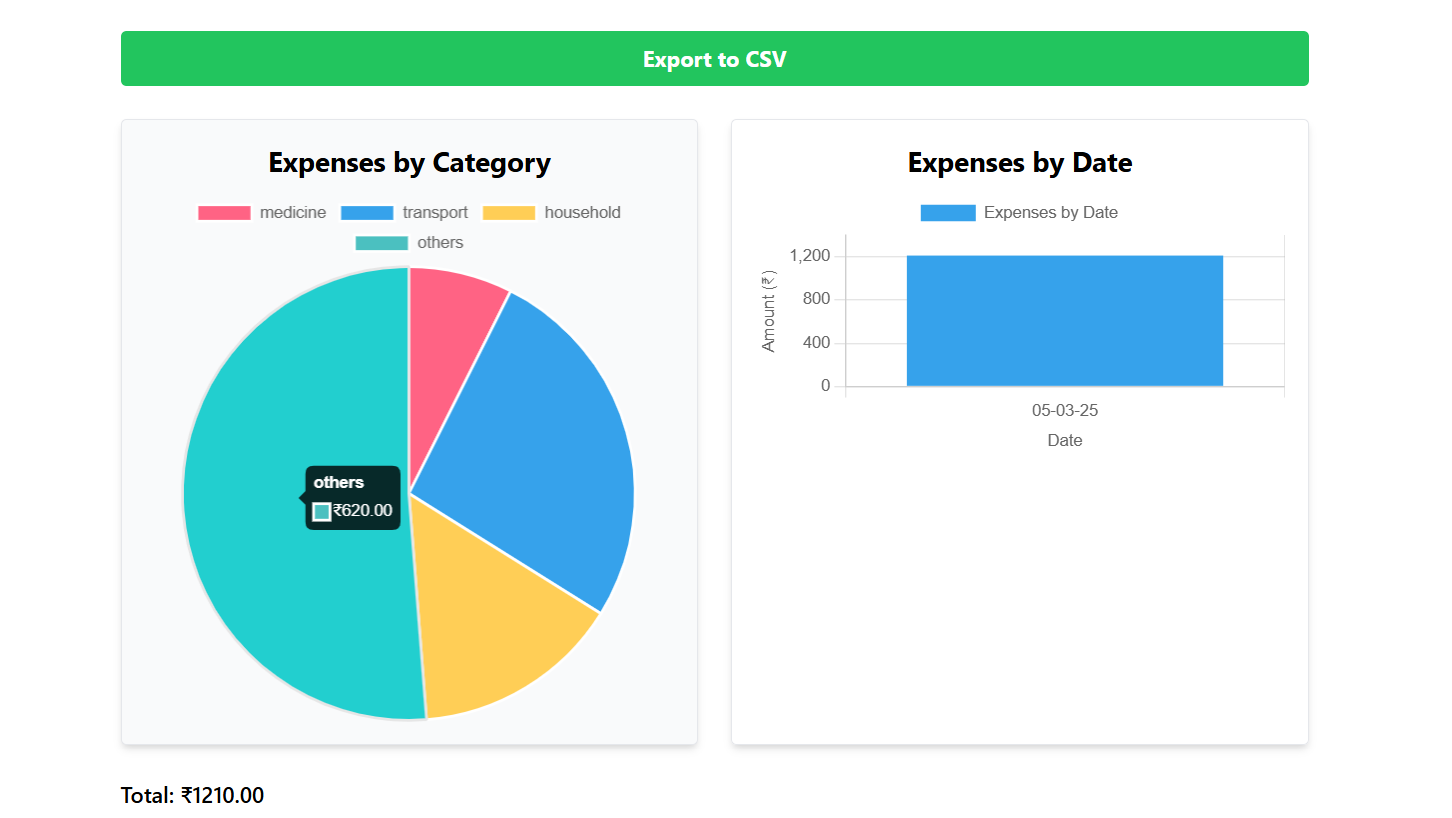 Export to CSV
Expenses by Category
medicine transport household
others
others
₹620.00
Expenses by Date
Expenses by Date
Amount (₹)
1,200
800
400
0
05-03-25
Date
Total: ₹1210.00